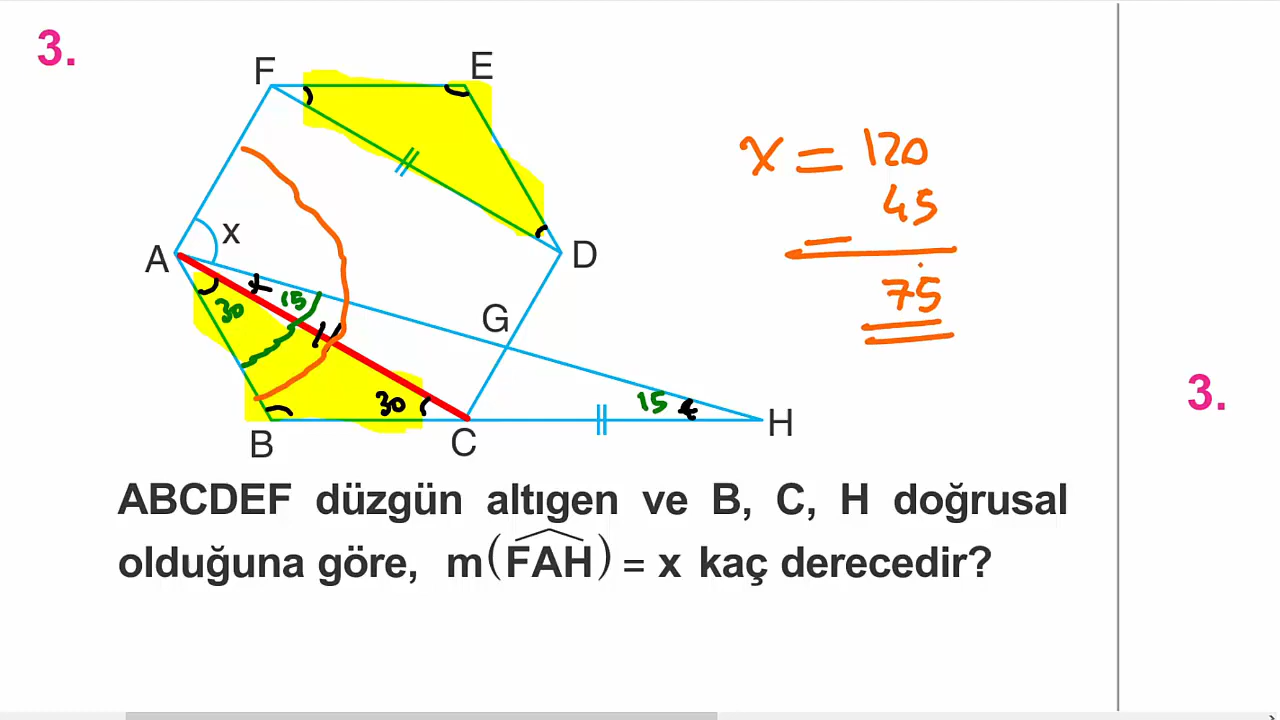 3.
F
E
x = 120
45
75
A
x
D
30
15
G
30
15
H
B
C
3.
ABCDEF düzgün altıgen ve B, C, H doğrusal
olduğuna göre, m(FAH) = x kaç derecedir?